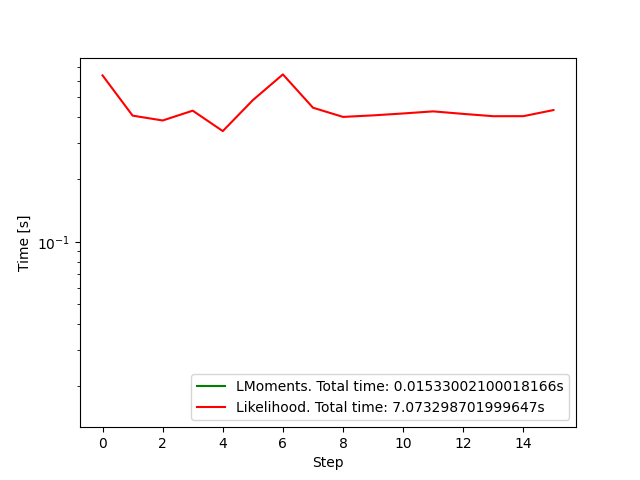 Time [s]
10⁻¹
LMoments. Total time: 0.01533002100018166s
Likelihood. Total time: 7.073298701999647s
0 2 4 6 8 10 12 14
Step